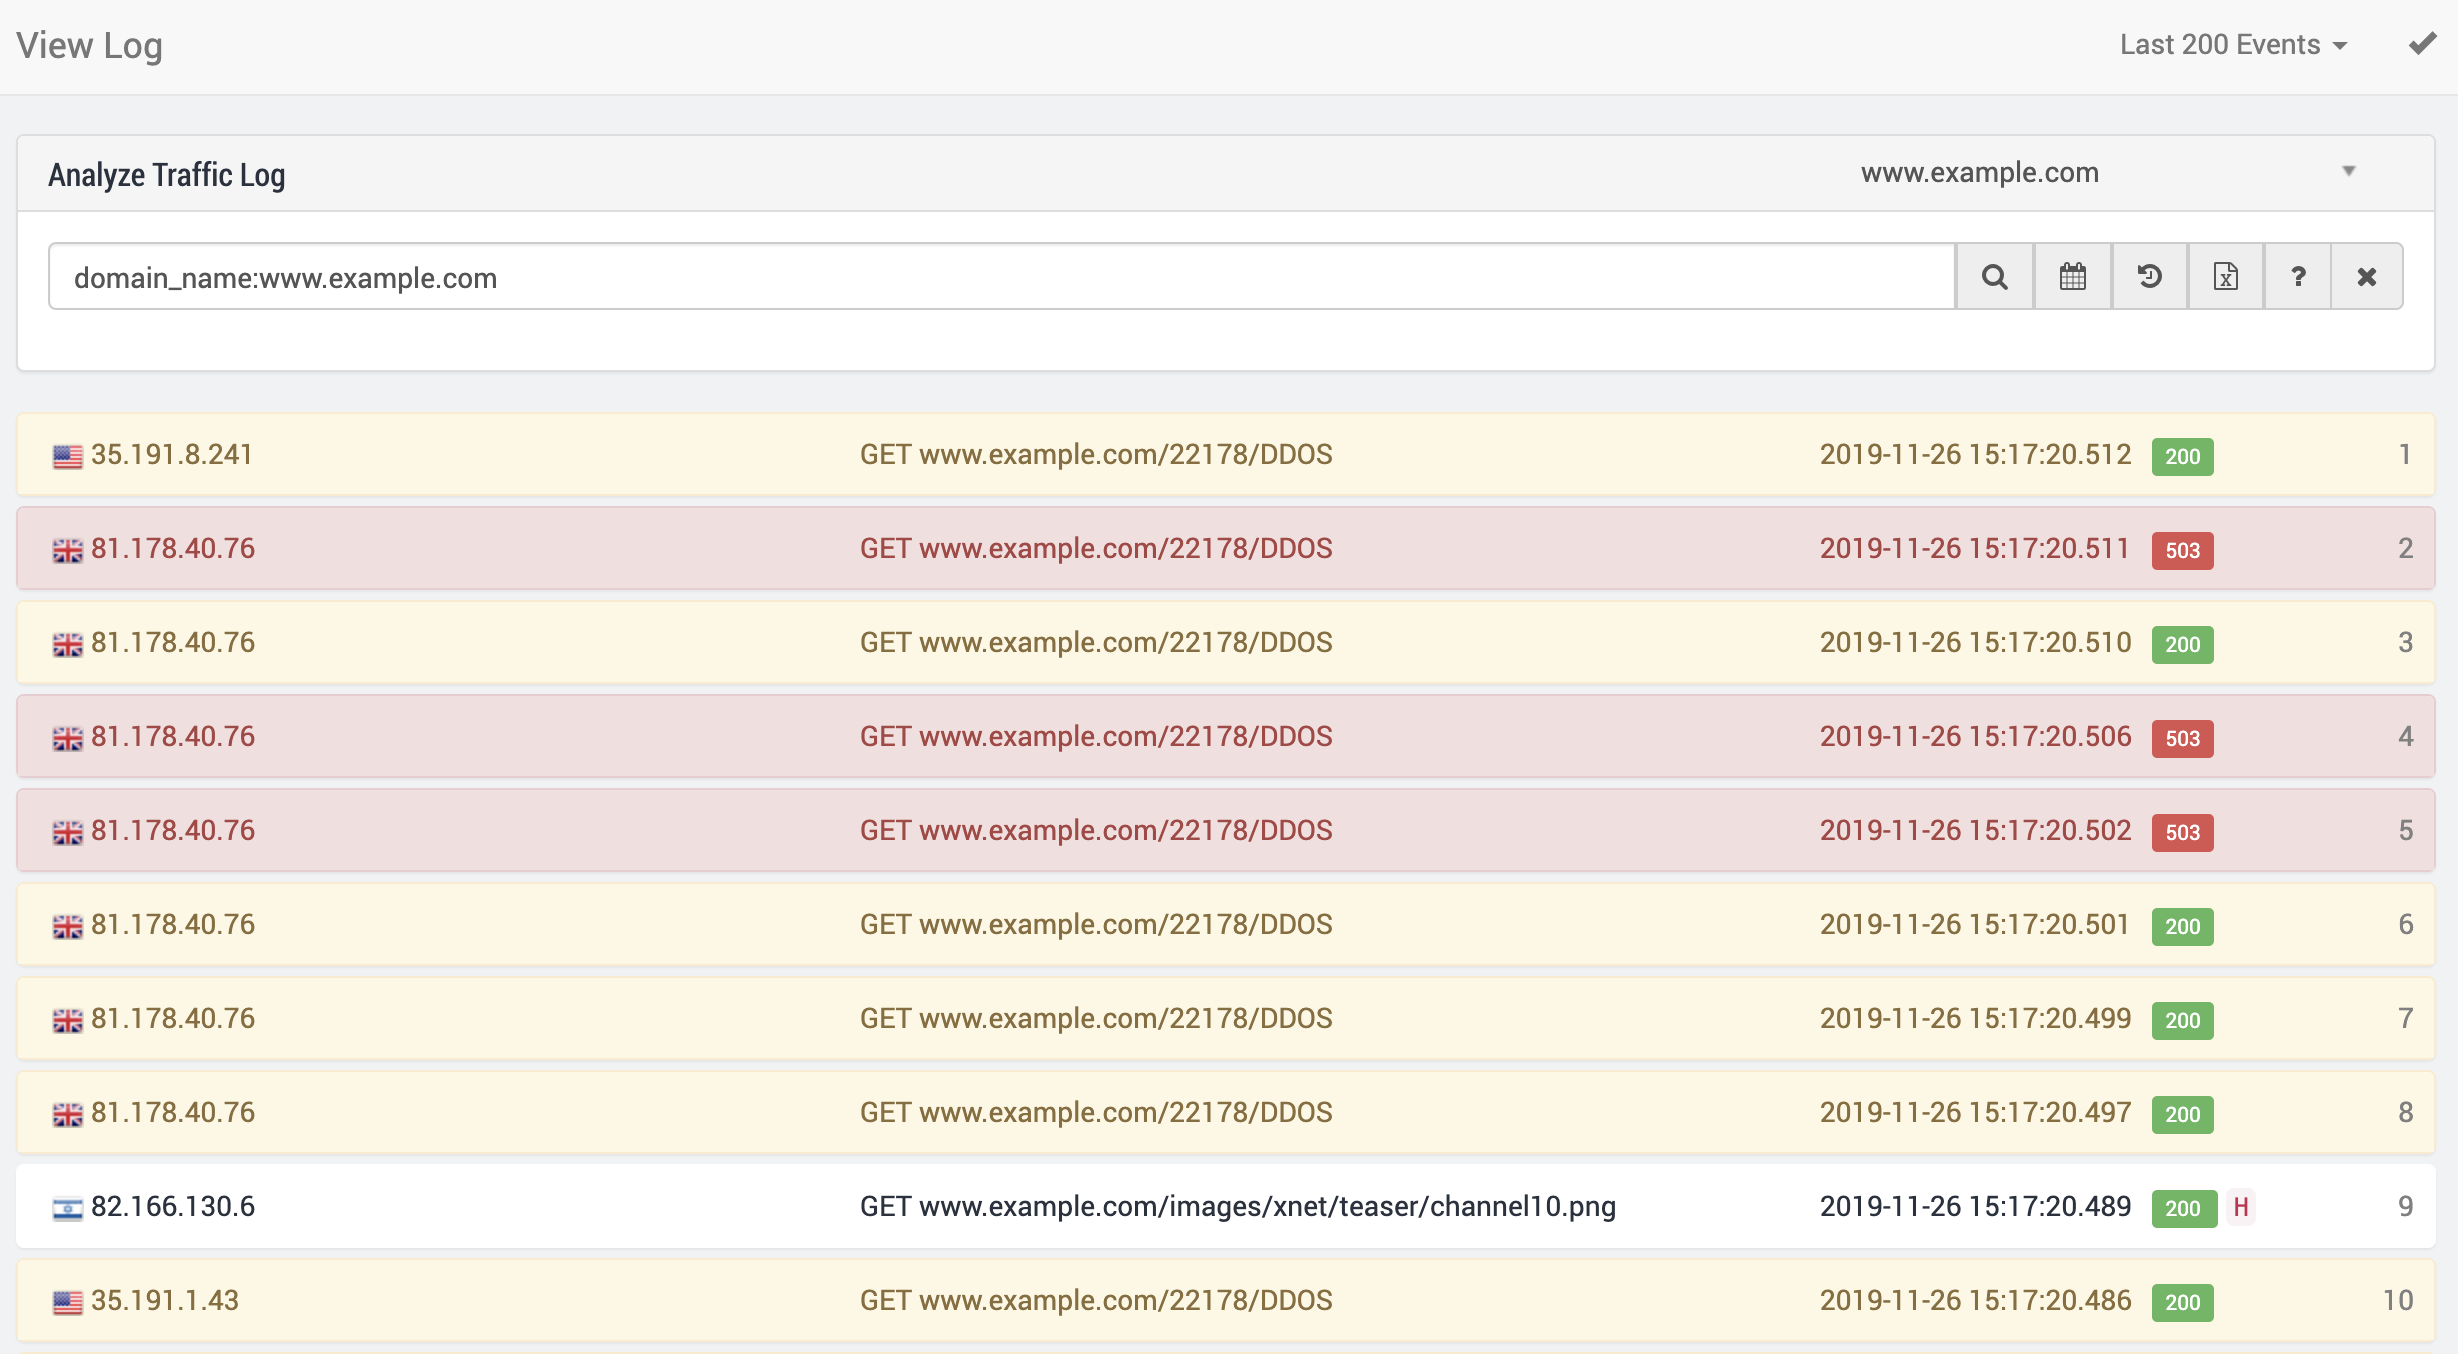 View Log Last 200 Events
Analyze Traffic Log www.example.com
domain_name:www.example.com
35.191.8.241 GET www.example.com/22178/DDOS 2019-11-26 15:17:20.512 200 1
81.178.40.76 GET www.example.com/22178/DDOS 2019-11-26 15:17:20.511 503 2
81.178.40.76 GET www.example.com/22178/DDOS 2019-11-26 15:17:20.510 200 3
81.178.40.76 GET www.example.com/22178/DDOS 2019-11-26 15:17:20.506 503 4
81.178.40.76 GET www.example.com/22178/DDOS 2019-11-26 15:17:20.502 503 5
81.178.40.76 GET www.example.com/22178/DDOS 2019-11-26 15:17:20.501 200 6
81.178.40.76 GET www.example.com/22178/DDOS 2019-11-26 15:17:20.499 200 7
81.178.40.76 GET www.example.com/22178/DDOS 2019-11-26 15:17:20.497 200 8
82.166.130.6 GET www.example.com/images/xnet/teaser/channel10.png 2019-11-26 15:17:20.489 200 H 9
35.191.1.43 GET www.example.com/22178/DDOS 2019-11-26 15:17:20.486 200 10